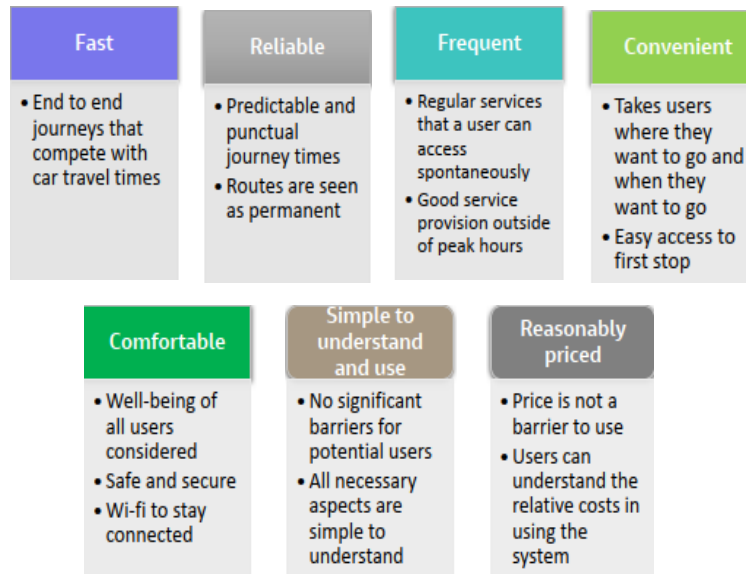 Fast
• End to end
journeys that
compete with
car travel times
Reliable
• Predictable and
punctual
journey times
• Routes are seen
as permanent
Frequent
• Regular services
that a user can
access
spontaneously
• Good service
provision outside
of peak hours
Convenient
• Takes users
where they
want to go and
when they
want to go
• Easy access to
first stop
Comfortable
• Well-being of
all users
considered
• Safe and secure
• Wi-fi to stay
connected
Simple to
understand
and use
• No significant
barriers for
potential users
• All necessary
aspects are
simple to
understand
Reasonably
priced
• Price is not a
barrier to use
• Users can
understand the
relative costs in
using the
system